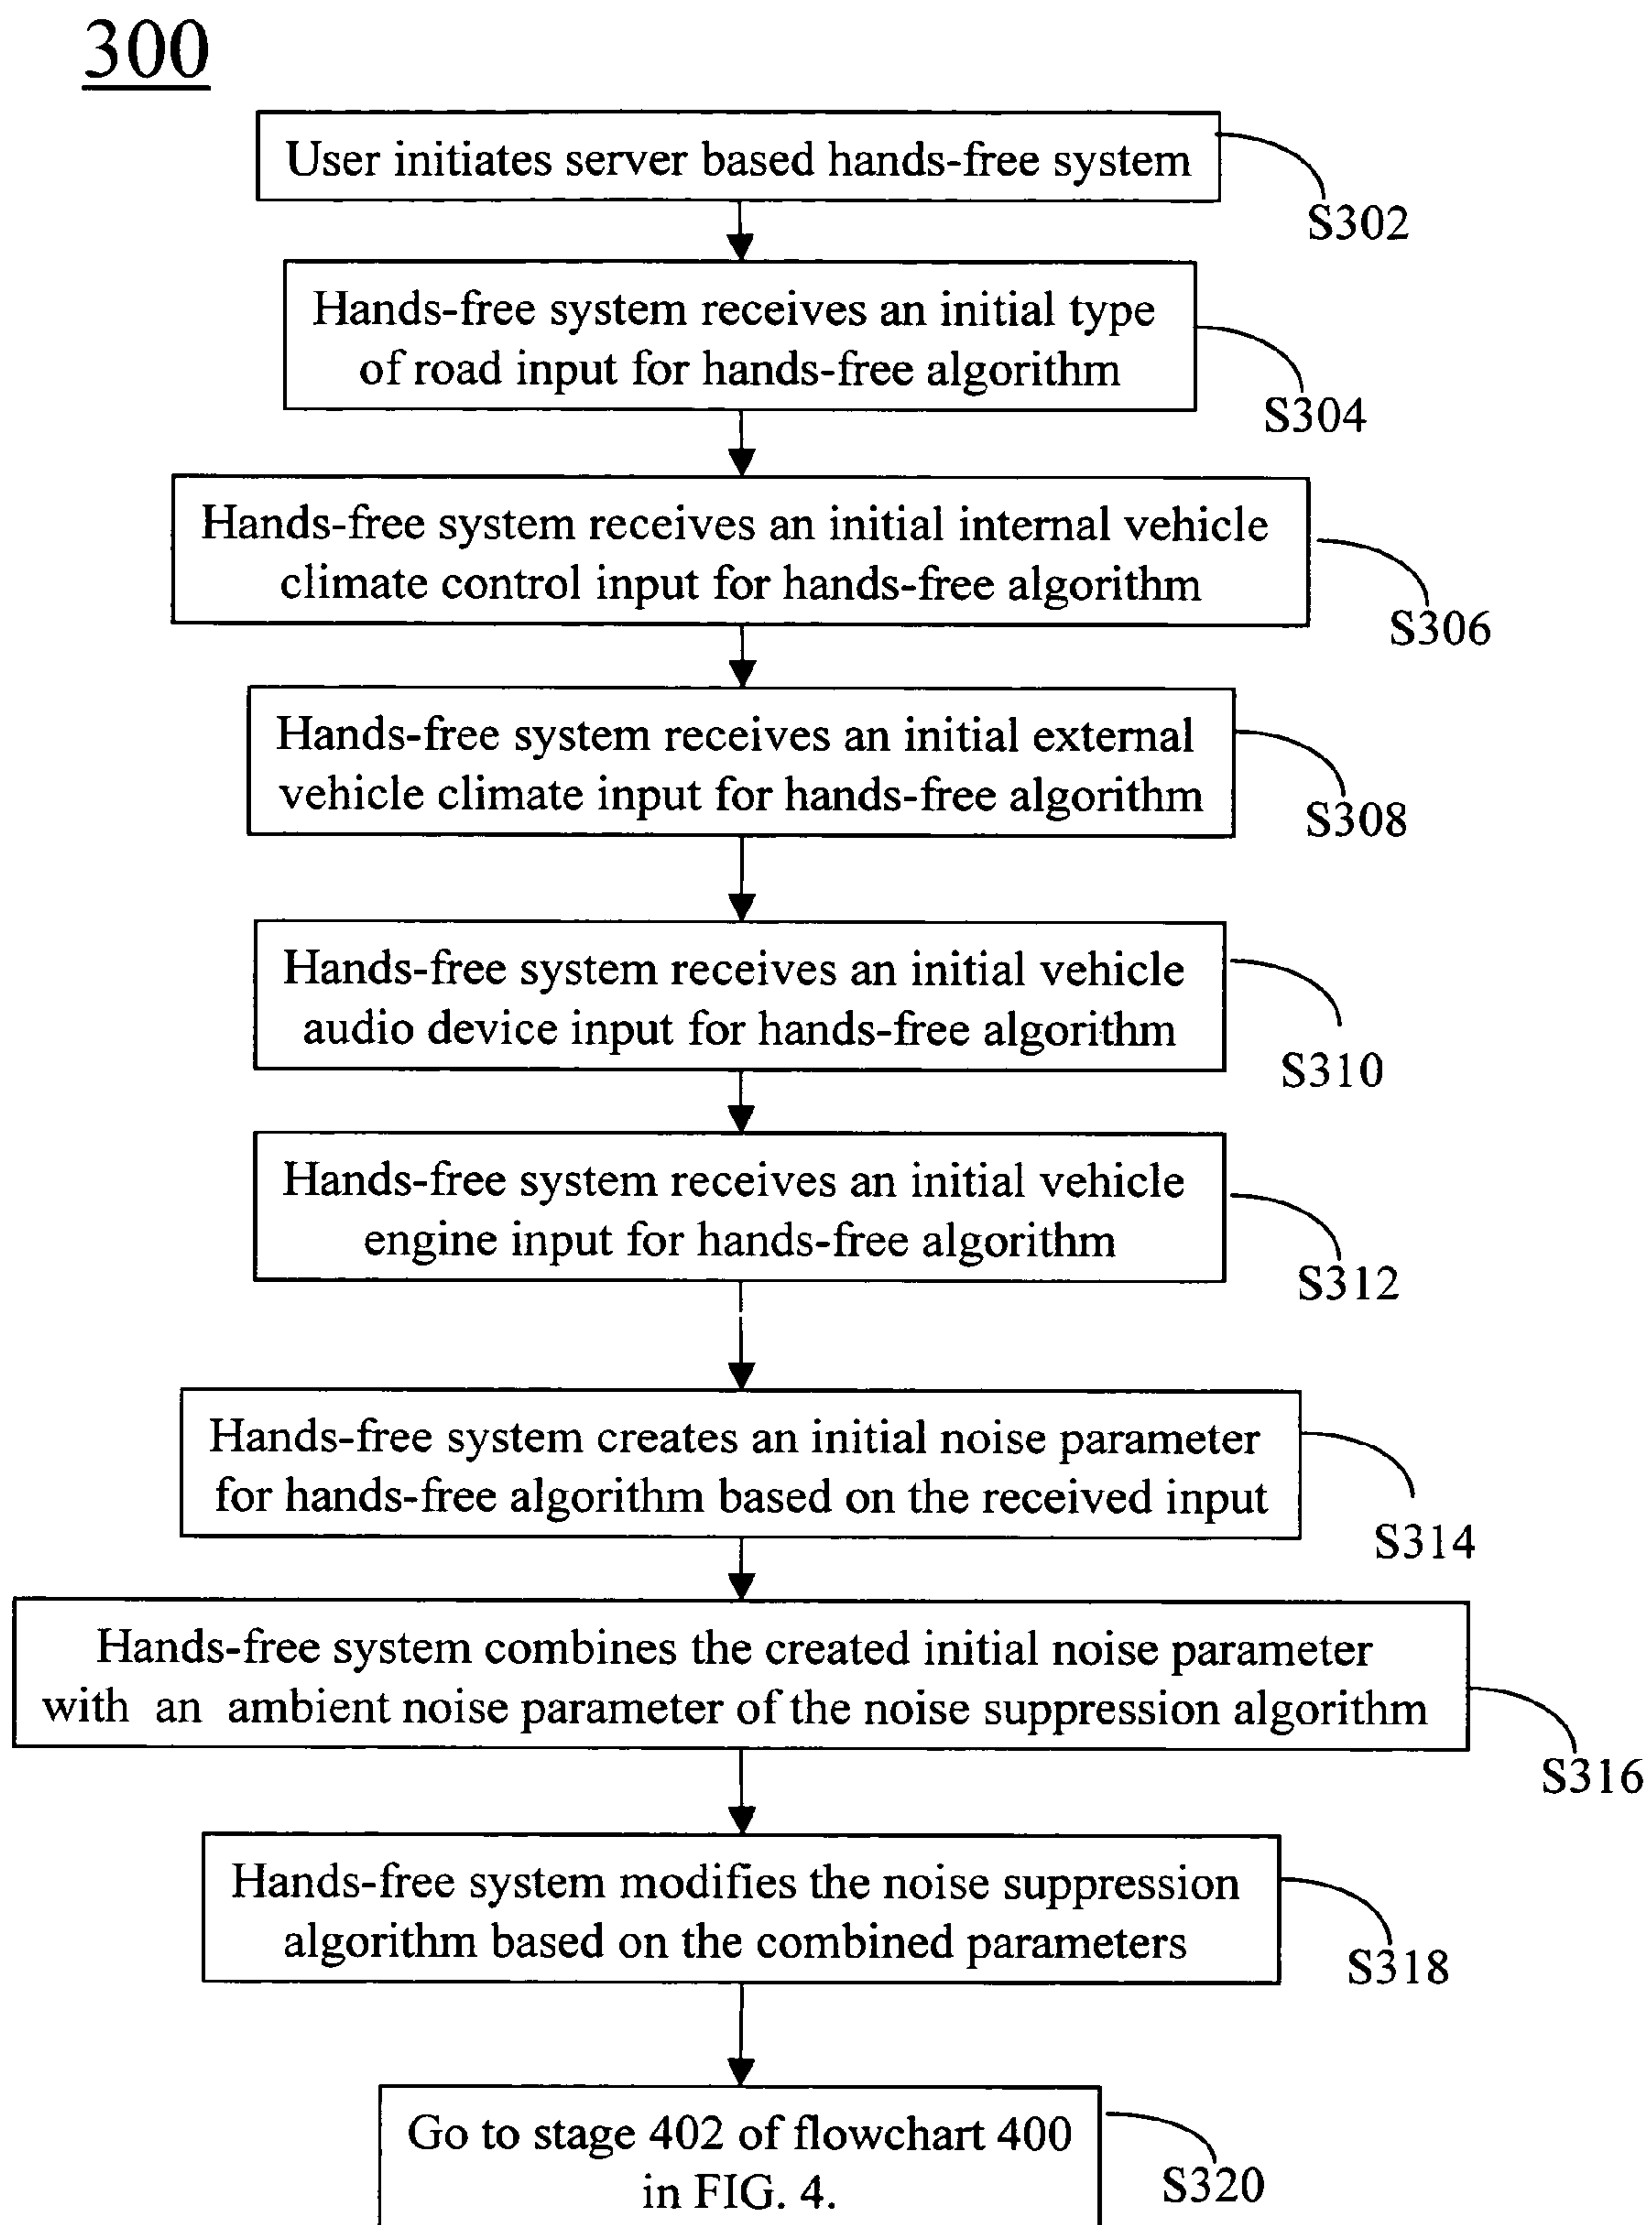 300
User initiates server based hands-free system
S302
Hands-free system receives an initial type
of road input for hands-free algorithm
S304
Hands-free system receives an initial internal vehicle
climate control input for hands-free algorithm
S306
Hands-free system receives an initial external
vehicle climate input for hands-free algorithm
S308
Hands-free system receives an initial vehicle
audio device input for hands-free algorithm
S310
Hands-free system receives an initial vehicle
engine input for hands-free algorithm
S312
Hands-free system creates an initial noise parameter
for hands-free algorithm based on the received input
S314
Hands-free system combines the created initial noise parameter
with an ambient noise parameter of the noise suppression algorithm
S316
Hands-free system modifies the noise suppression
algorithm based on the combined parameters
S318
Go to stage 402 of flowchart 400
in FIG. 4.
S320